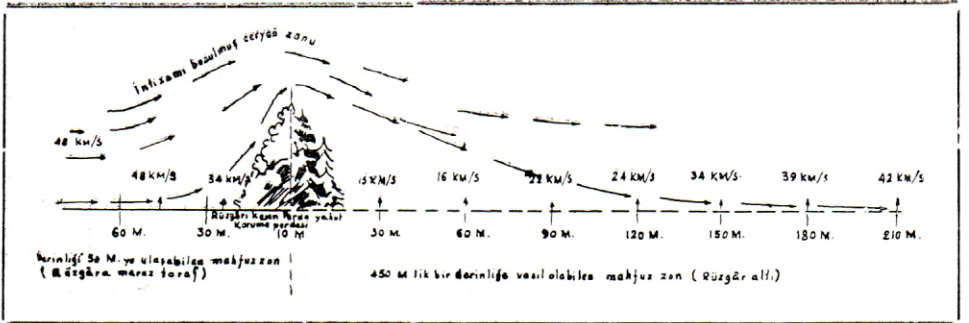 İntizamı bozulmuş cereyan zonu
48 KM/S
48 KM/S 34 KM/S 15 KM/S 16 KM/S 22 KM/S 24 KM/S 34 KM/S. 39 KM/S 42 KM/S
Rüzgârı Kesen Perde yahut
Koruma perdesi
60 M. 30 M. 10 M 30 M. 60 M. 90 M. 120 M. 150 M. 180 M. 210 M.
Derinliği 50 M. ye ulaşabilen mahfuz zon
(Rüzgâra maraz taraf)
450 M lik bir derinliğe vasıl olabilen mahfuz zon (Rüzgâr altı)